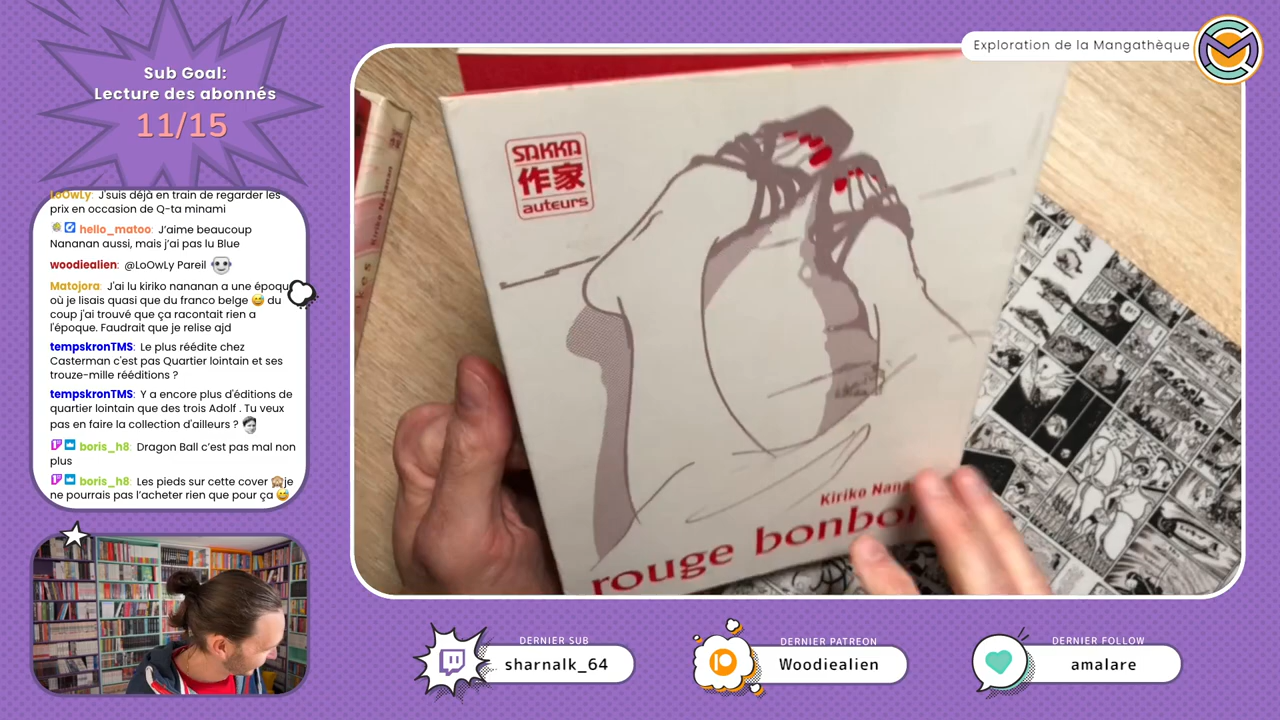 Sub Goal:
Lecture des abonnés
11/15
LoOwLy: J'suis déjà en train de regarder les
prix en occasion de Q-ta minami
hello_matoo: J'aime beaucoup
Nananan aussi, mais j'ai pas lu Blue
woodiealien: @LoOwLy Pareil
Matojora: J'ai lu kiriko nananan a une époqu
où je lisais quasi que du franco belge 😅 du
coup j'ai trouvé que ça racontait rien a
l'époque. Faudrait que je relise ajd
tempskronTMS: Le plus réédite chez
Casterman c'est pas Quartier lointain et ses
trouze-mille rééditions ?
tempskronTMS: Y a encore plus d'éditions de
quartier lointain que des trois Adolf . Tu veux
pas en faire la collection d'ailleurs ?
boris_h8: Dragon Ball c'est pas mal non
plus
boris_h8: Les pieds sur cette cover 🙈 je
ne pourrais pas l'acheter rien que pour ça 😅
Exploration de la Mangathèque
SAKKA
作家
auteurs
Kiriko Nana
rouge bonbon
DERNIER SUB
sharnalk_64
DERNIER PATREON
Woodiealien
DERNIER FOLLOW
amalare